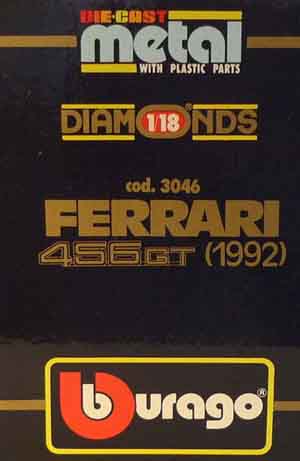 DIE-CAST
metal
WITH PLASTIC PARTS
DIAMONDS 1/18
cod. 3046
FERRARI
456GT (1992)
burago®